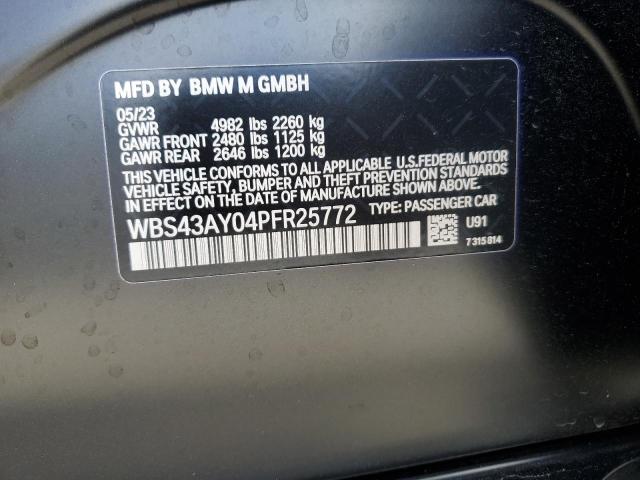 MFD BY BMW M GMBH
05/23
GVWR 4982 lbs 2260 kg
GAWR FRONT 2480 lbs 1125 kg
GAWR REAR 2646 lbs 1200 kg
THIS VEHICLE CONFORMS TO ALL APPLICABLE U.S.FEDERAL MOTOR
VEHICLE SAFETY, BUMPER AND THEFT PREVENTION STANDARDS
IN EFFECT ON THE DATE OF MANUFACTURE SHOWN ABOVE.
WBS43AY04PFR25772 TYPE: PASSENGER CAR
U91
7315814